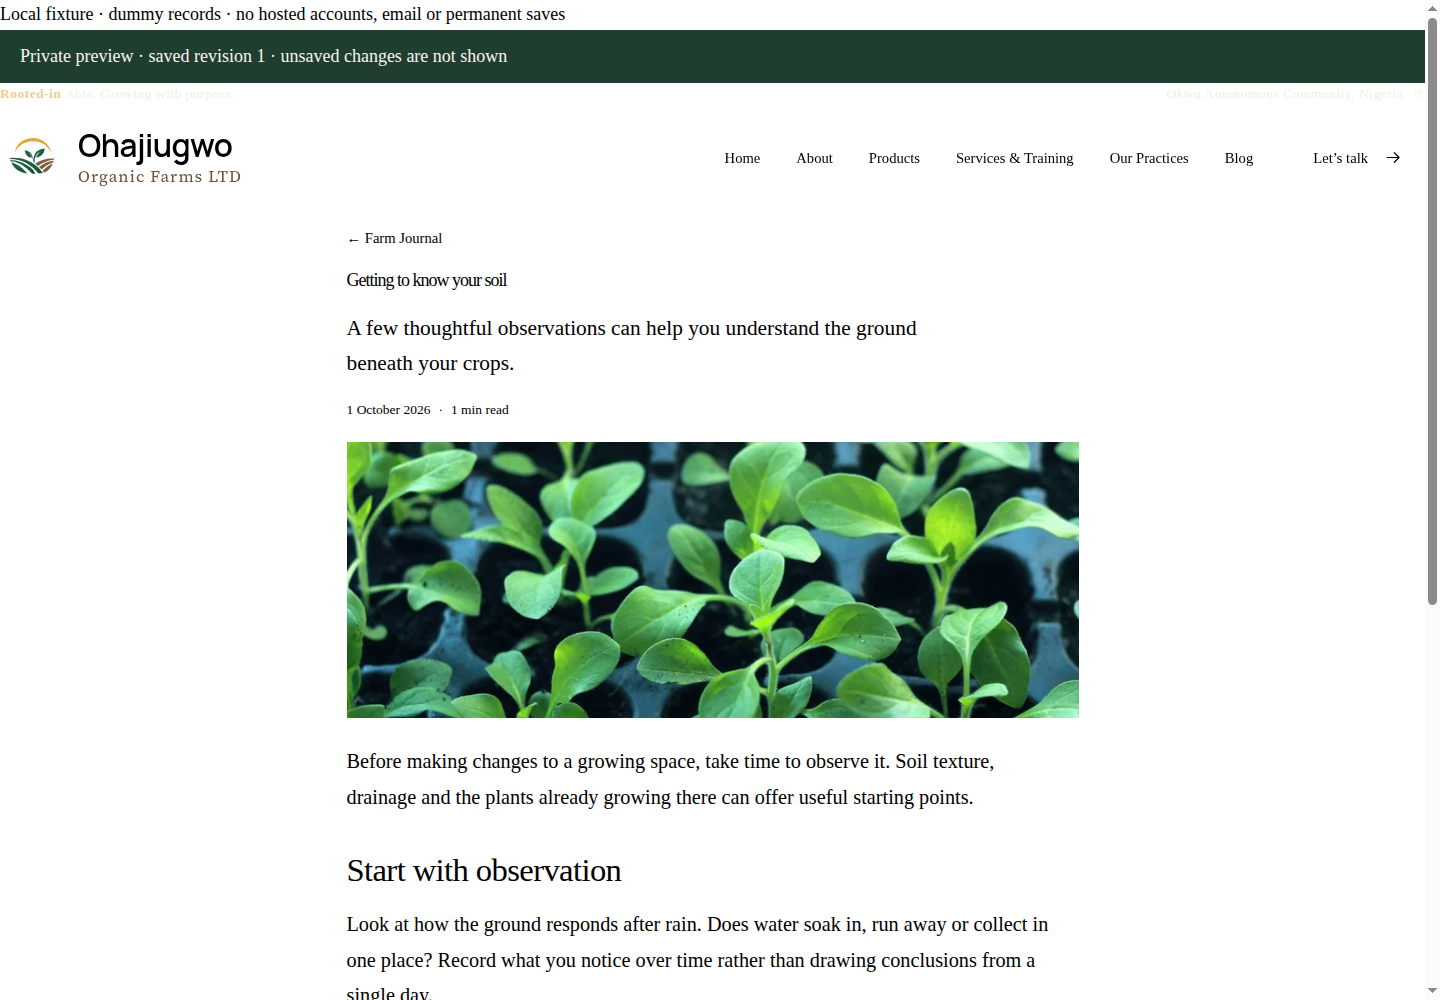 Local fixture · dummy records · no hosted accounts, email or permanent saves
Private preview · saved revision 1 · unsaved changes are not shown
Rooted-in Abia. Growing with purpose.
Okwu Autonomous Community, Nigeria
Ohajiugwo
Organic Farms LTD
Home About Products Services & Training Our Practices Blog Let’s talk →
← Farm Journal
Getting to know your soil
A few thoughtful observations can help you understand the ground
beneath your crops.
1 October 2026 · 1 min read
Before making changes to a growing space, take time to observe it. Soil texture,
drainage and the plants already growing there can offer useful starting points.
Start with observation
Look at how the ground responds after rain. Does water soak in, run away or collect in
one place? Record what you notice over time rather than drawing conclusions from a
single day.